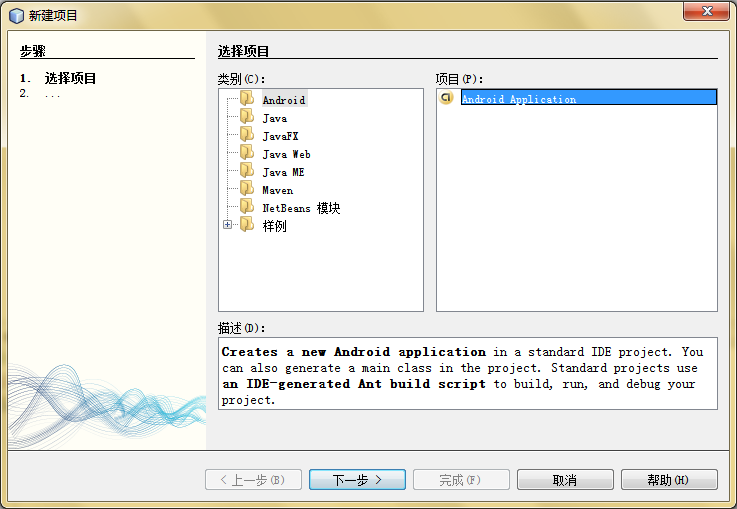 新建项目
步骤
1. 选择项目
2. ...
选择项目
类别(C):
Android
Java
JavaFX
Java Web
Java ME
Maven
NetBeans 模块
样例
项目(P):
Android Application
描述(D):
Creates a new Android application in a standard IDE project. You
can also generate a main class in the project. Standard projects use
an IDE-generated Ant build script to build, run, and debug your
project.
< 上一步(B)
下一步 >
完成(F)
取消
帮助(H)